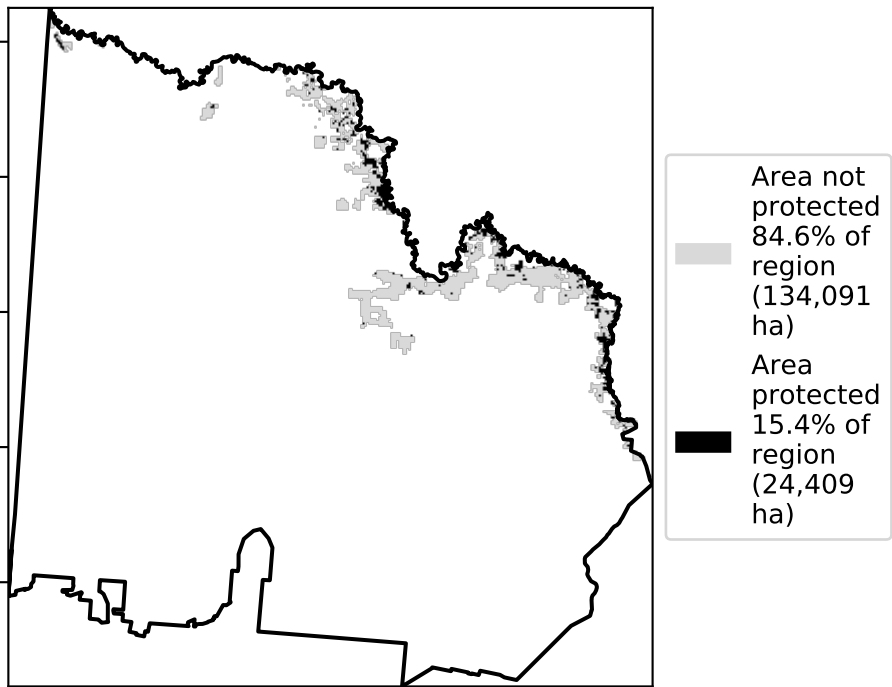 Area not
protected
84.6% of
region
(134,091
ha)
Area
protected
15.4% of
region
(24,409
ha)